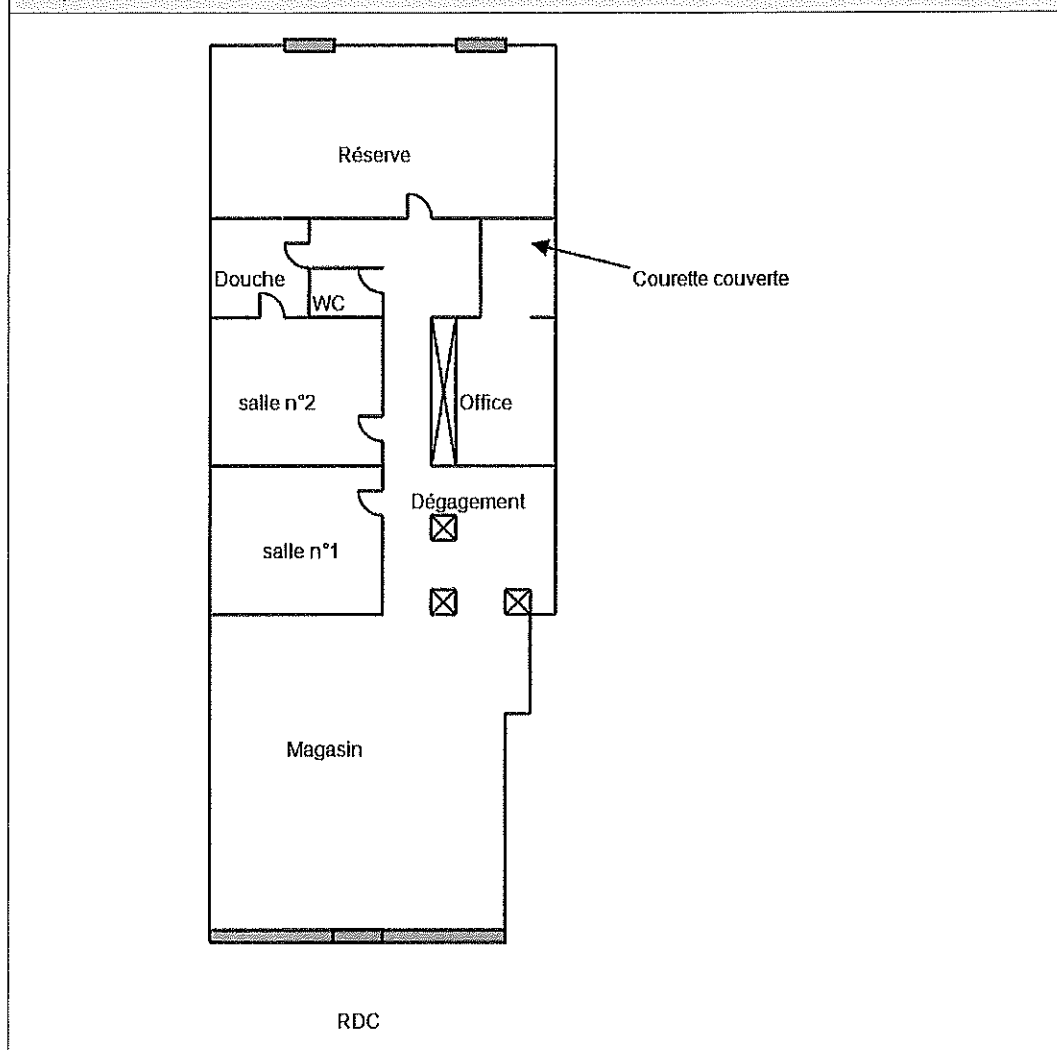 Réserve
Courette couverte
Douche
WC
salle n°2
Office
Dégagement
salle n°1
Magasin
RDC